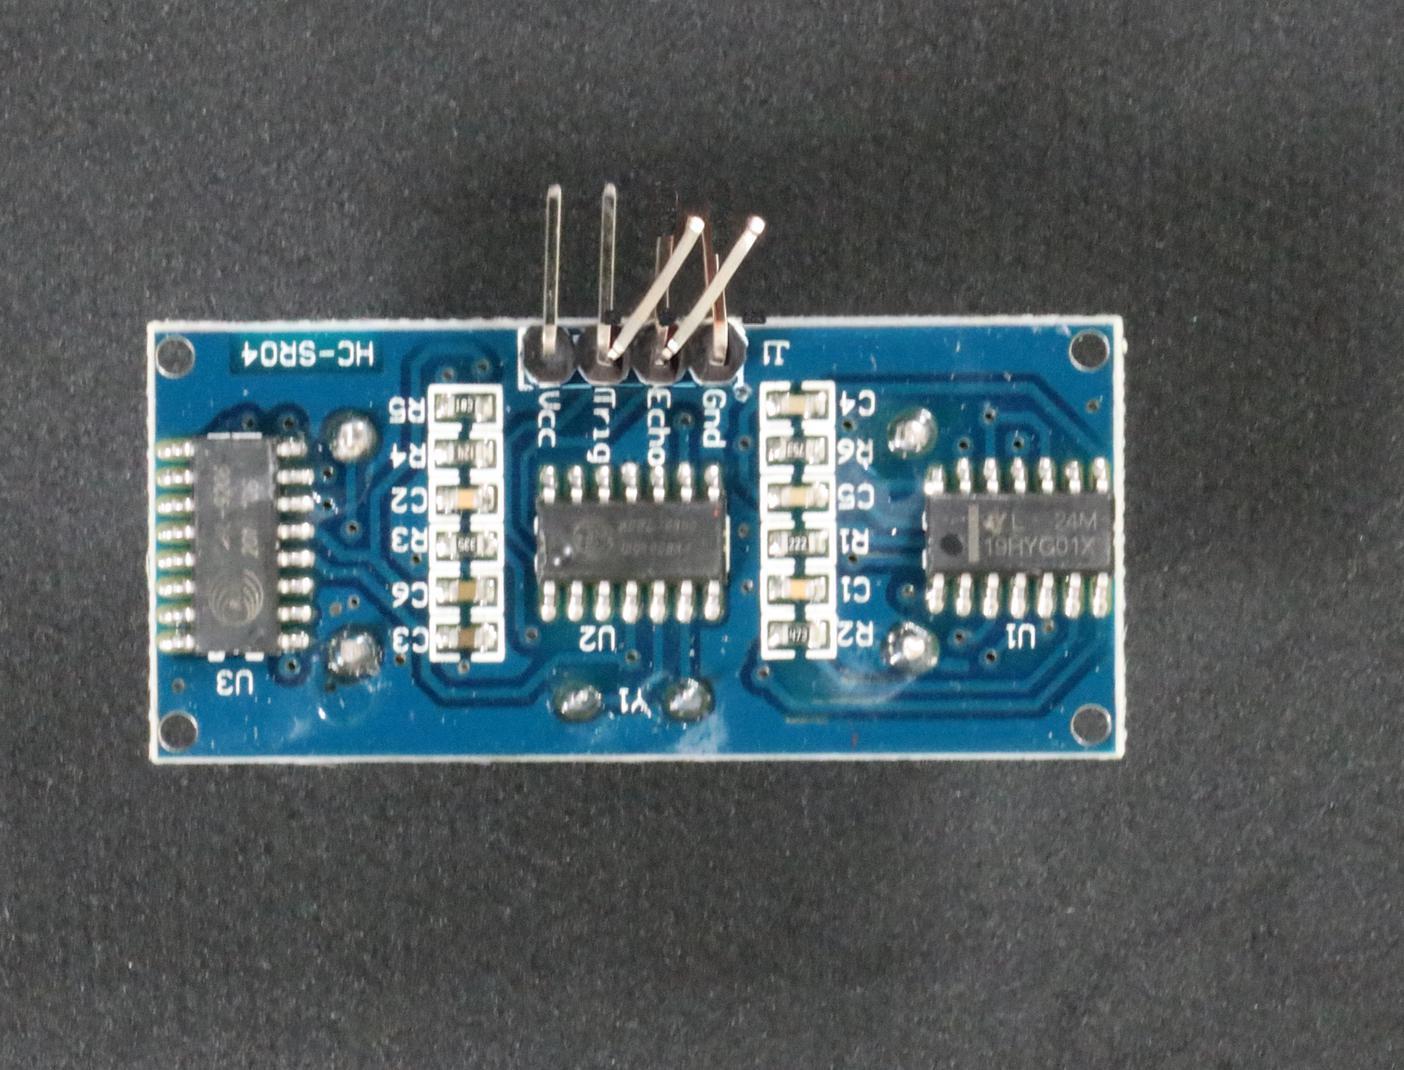 HC-SR04
J1
Vcc
Trig
Echo
Gnd
R5
R4
C2
R3
C6
C3
C4
R6
C5
R1
222
C1
R2
473
U3
U2
U1
Y1
L 24M
19HYG01X